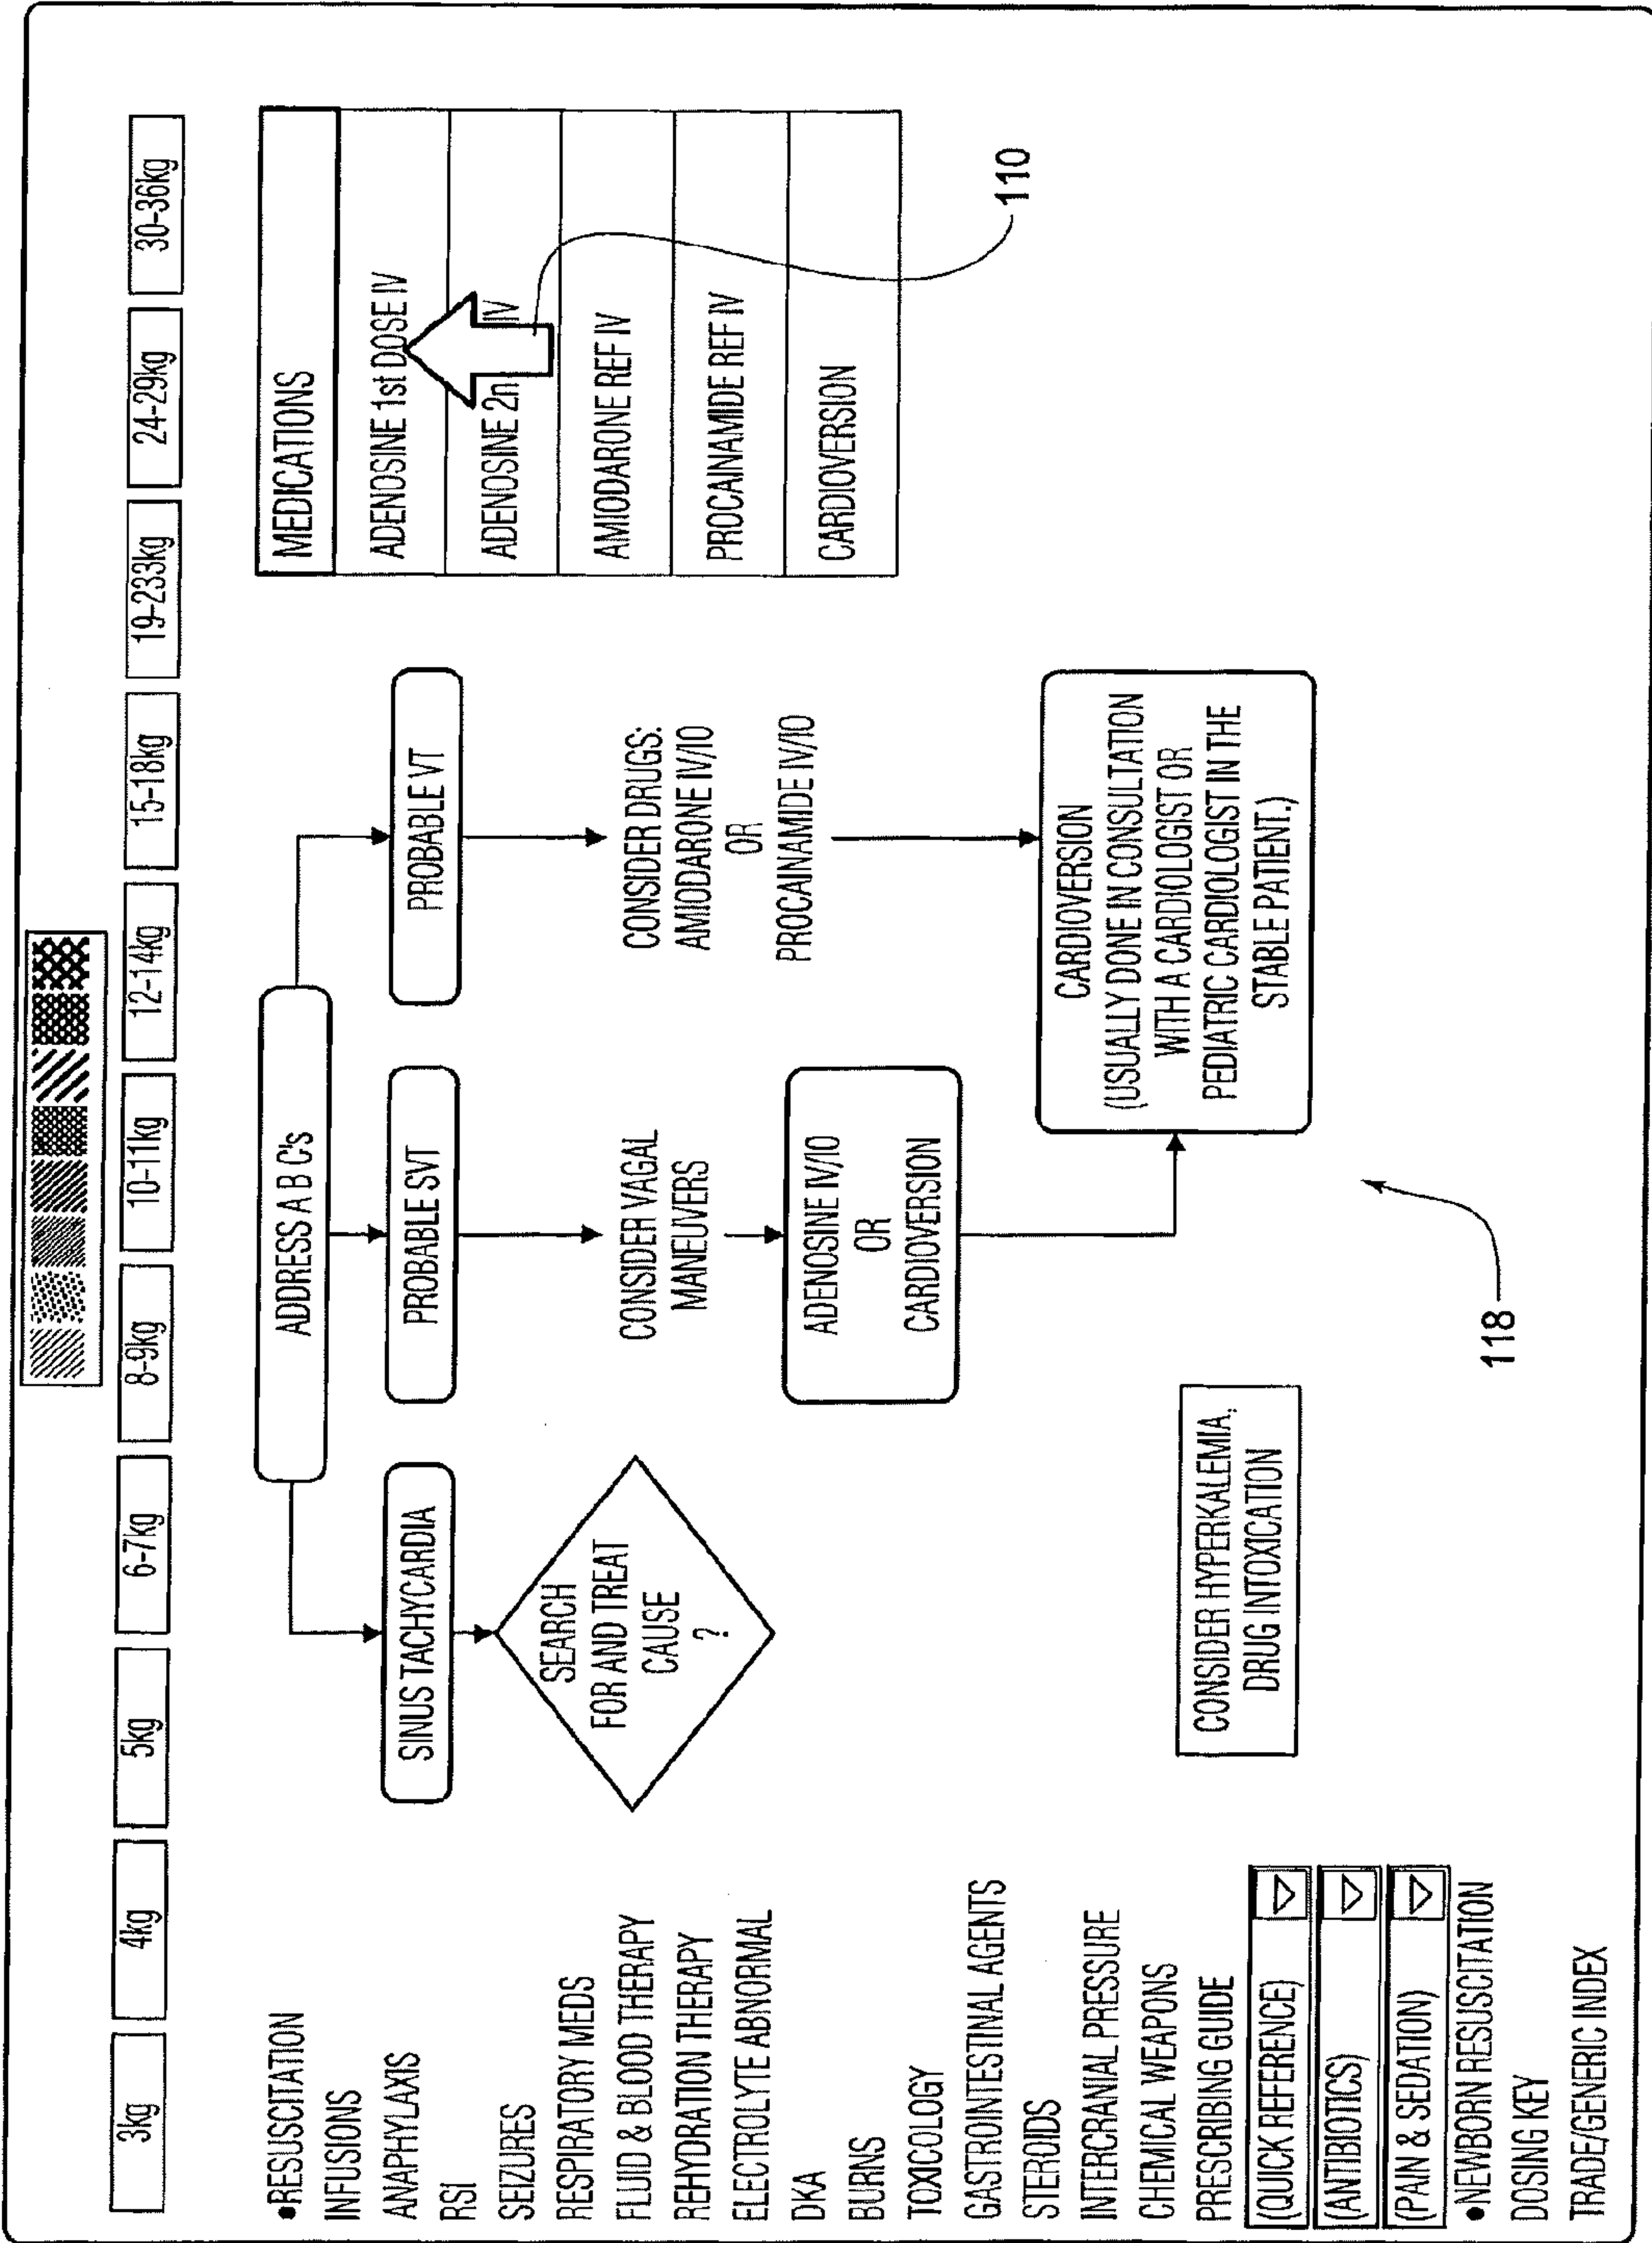 3kg
4kg
5kg
6-7kg
8-9kg
10-11kg
12-14kg
15-18kg
19-233kg
24-29kg
30-36kg
•RESUSCITATION
INFUSIONS
ANAPHYLAXIS
RSI
SEIZURES
RESPIRATORY MEDS
FLUID & BLOOD THERAPY
REHYDRATION THERAPY
ELECTROLYTE ABNORMAL
DKA
BURNS
TOXICOLOGY
GASTROINTESTINAL AGENTS
STEROIDS
INTERCRANIAL PRESSURE
CHEMICAL WEAPONS
PRESCRIBING GUIDE
(QUICK REFERENCE)
(ANTIBIOTICS)
(PAIN & SEDATION)
•NEWBORN RESUSCITATION
DOSING KEY
TRADE/GENERIC INDEX
ADDRESS A B C's
SINUS TACHYCARDIA
SEARCH
FOR AND TREAT
CAUSE
?
PROBABLE SVT
CONSIDER VAGAL
MANEUVERS
ADENOSINE IV/IO
OR
CARDIOVERSION
PROBABLE VT
CONSIDER DRUGS:
AMIODARONE IV/IO
OR
PROCAINAMIDE IV/IO
CARDIOVERSION
(USUALLY DONE IN CONSULTATION
WITH A CARDIOLOGIST OR
PEDIATRIC CARDIOLOGIST IN THE
STABLE PATIENT.)
CONSIDER HYPERKALEMIA,
DRUG INTOXICATION
118
MEDICATIONS
ADENOSINE 1st DOSE IV
ADENOSINE 2n IV
AMIODARONE REF IV
PROCAINAMIDE REF IV
CARDIOVERSION
110